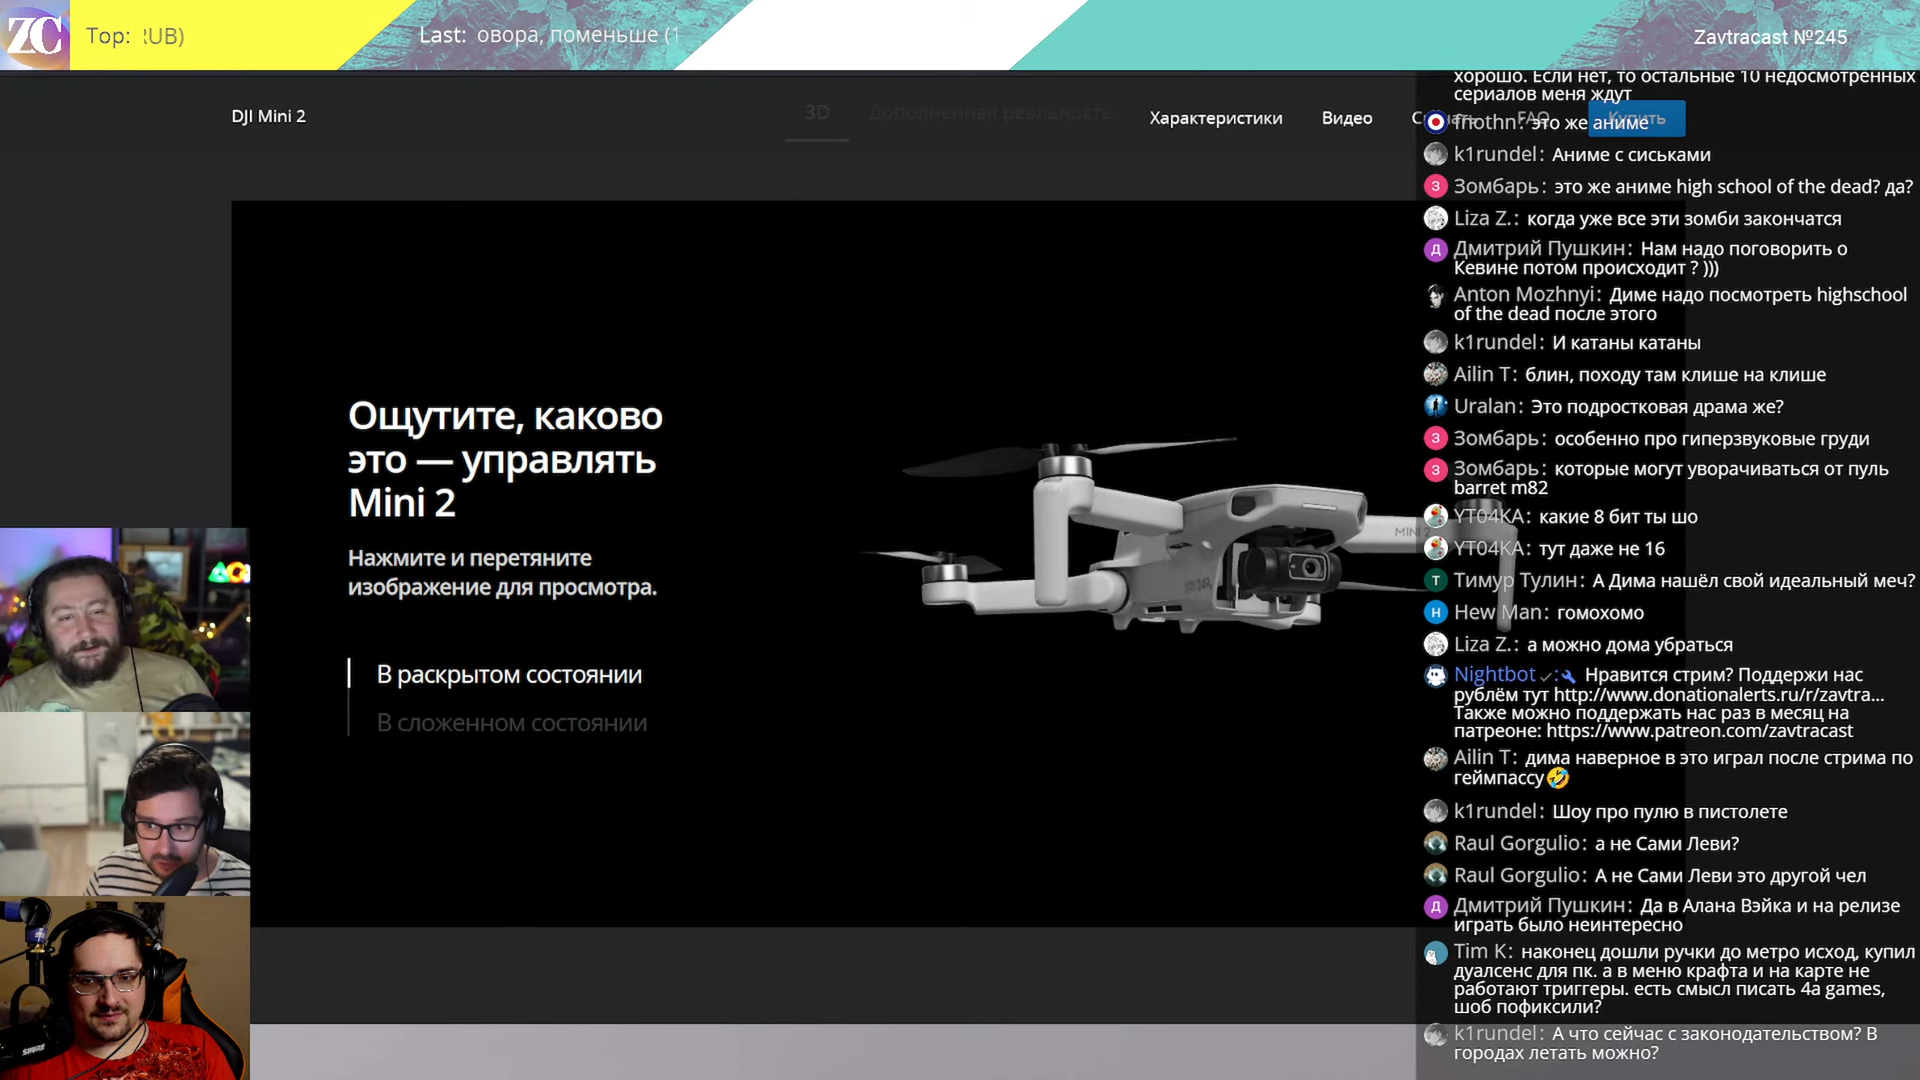 ZC
Top: RUB)
Last: овора, поменьше (1
Zavtracast №245
DJI Mini 2
3D
Дополненная реальность
Характеристики
Видео
FAQ
Купить
Ощутите, каково
это — управлять
Mini 2
Нажмите и перетяните
изображение для просмотра.
В раскрытом состоянии
В сложенном состоянии
MINI 2
SHURE
хорошо. Если нет, то остальные 10 недосмотренных
сериалов меня ждут
fhothn: это же аниме
k1rundel: Аниме с сиськами
Зомбарь: это же аниме high school of the dead? да?
Liza Z.: когда уже все эти зомби закончатся
Дмитрий Пушкин: Нам надо поговорить о
Кевине потом происходит ? )))
Anton Mozhnyi: Диме надо посмотреть highschool
of the dead после этого
k1rundel: И катаны катаны
Ailin T: блин, походу там клише на клише
Uralan: Это подростковая драма же?
Зомбарь: особенно про гиперзвуковые груди
Зомбарь: которые могут уворачиваться от пуль
barret m82
YT04KA: какие 8 бит ты шо
YT04KA: тут даже не 16
Тимур Тулин: А Дима нашёл свой идеальный меч?
Hew Man: гомохомо
Liza Z.: а можно дома убраться
Nightbot: Нравится стрим? Поддержи нас
рублём тут http://www.donationalerts.ru/r/zavtra...
Также можно поддержать нас раз в месяц на
патреоне: https://www.patreon.com/zavtracast
Ailin T: дима наверное в это играл после стрима по
геймпассу🤣
k1rundel: Шоу про пулю в пистолете
Raul Gorgulio: а не Сами Леви?
Raul Gorgulio: А не Сами Леви это другой чел
Дмитрий Пушкин: Да в Алана Вэйка и на релизе
играть было неинтересно
Tim K: наконец дошли ручки до метро исход, купил
дуалсенс для пк. а в меню крафта и на карте не
работают триггеры. есть смысл писать 4a games,
шоб пофиксили?
k1rundel: А что сейчас с законодательством? В
городах летать можно?